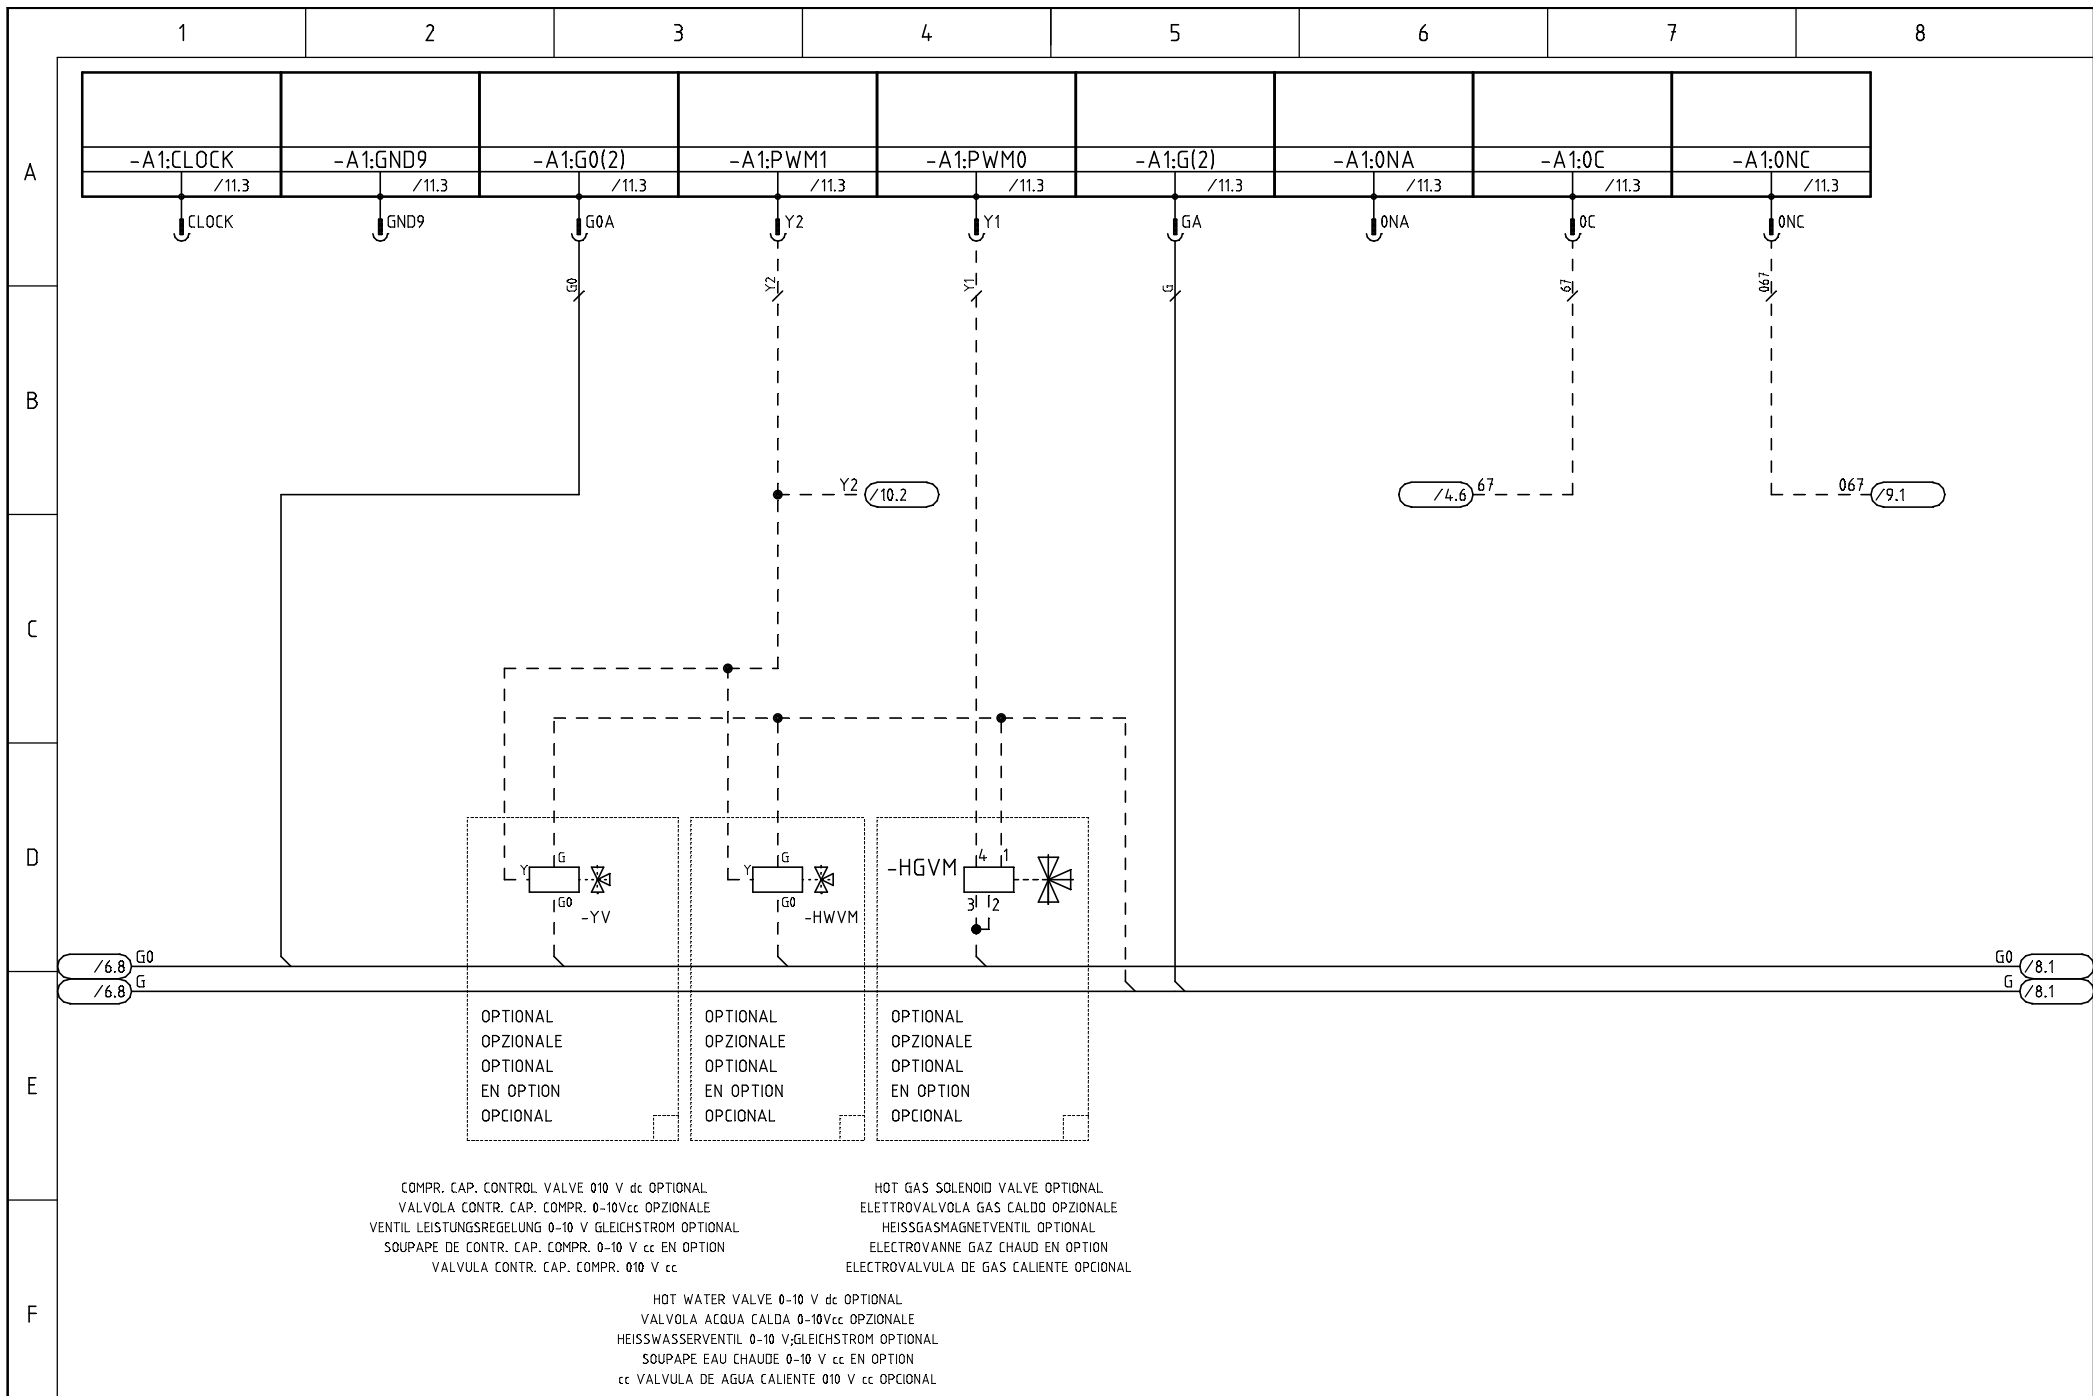 1 2 3 4 5 6 7 8
A
-A1:CLOCK -A1:GND9 -A1:G0(2) -A1:PWM1 -A1:PWM0 -A1:G(2) -A1:0NA -A1:0C -A1:0NC
/11.3 /11.3 /11.3 /11.3 /11.3 /11.3 /11.3 /11.3 /11.3
CLOCK GND9 G0A Y2 Y1 GA 0NA 0C 0NC
G0 Y2 Y1 G 67 067
B
Y2 /10.2 /4.6 67 067 /9.1
C
D
Y G Y G -HGVM 4 1
G0 -YV G0 -HWVM 3 2
/6.8 G0 G0 /8.1
/6.8 G G /8.1
E
OPTIONAL OPTIONAL OPTIONAL
OPZIONALE OPZIONALE OPZIONALE
OPTIONAL OPTIONAL OPTIONAL
EN OPTION EN OPTION EN OPTION
OPCIONAL OPCIONAL OPCIONAL
COMPR. CAP. CONTROL VALVE 010 V dc OPTIONAL
VALVOLA CONTR. CAP. COMPR. 0-10Vcc OPZIONALE
VENTIL LEISTUNGSREGELUNG 0-10 V GLEICHSTROM OPTIONAL
SOUPAPE DE CONTR. CAP. COMPR. 0-10 V cc EN OPTION
VALVULA CONTR. CAP. COMPR. 010 V cc
HOT GAS SOLENOID VALVE OPTIONAL
ELETTROVALVOLA GAS CALDO OPZIONALE
HEISSGASMAGNETVENTIL OPTIONAL
ELECTROVANNE GAZ CHAUD EN OPTION
ELECTROVALVULA DE GAS CALIENTE OPCIONAL
F
HOT WATER VALVE 0-10 V dc OPTIONAL
VALVOLA ACQUA CALDA 0-10Vcc OPZIONALE
HEISSWASSERVENTIL 0-10 V;GLEICHSTROM OPTIONAL
SOUPAPE EAU CHAUDE 0-10 V cc EN OPTION
cc VALVULA DE AGUA CALIENTE 010 V cc OPCIONAL